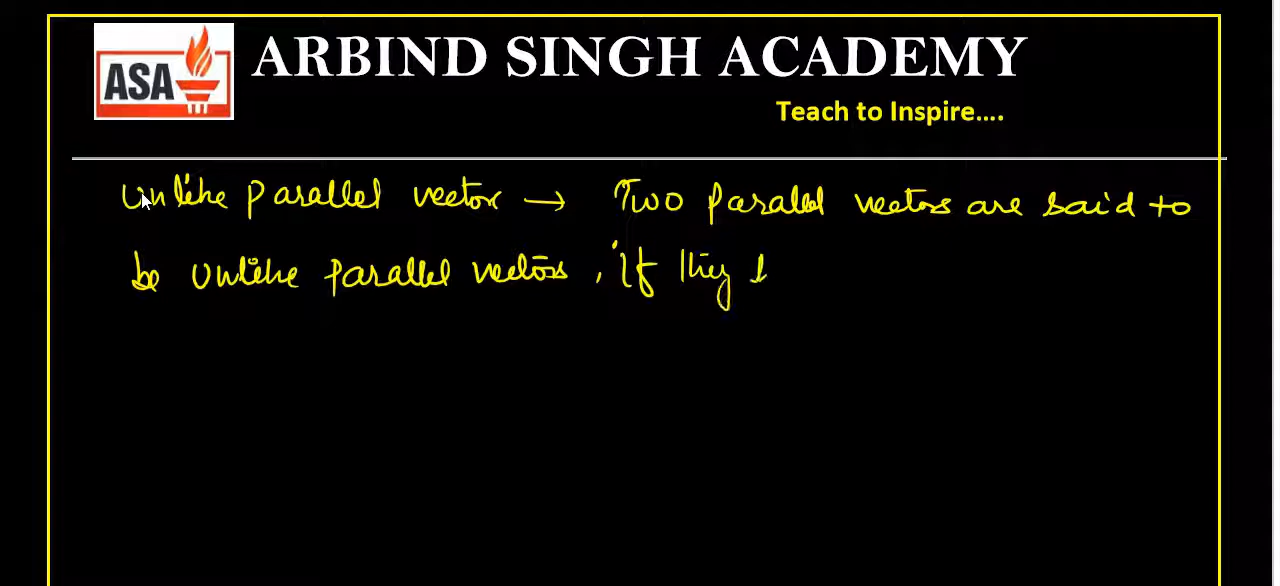 ASA
ARBIND SINGH ACADEMY
Teach to Inspire....
Unlike parallel vector → Two parallel vectors are said to
be unlike parallel vectors, if they